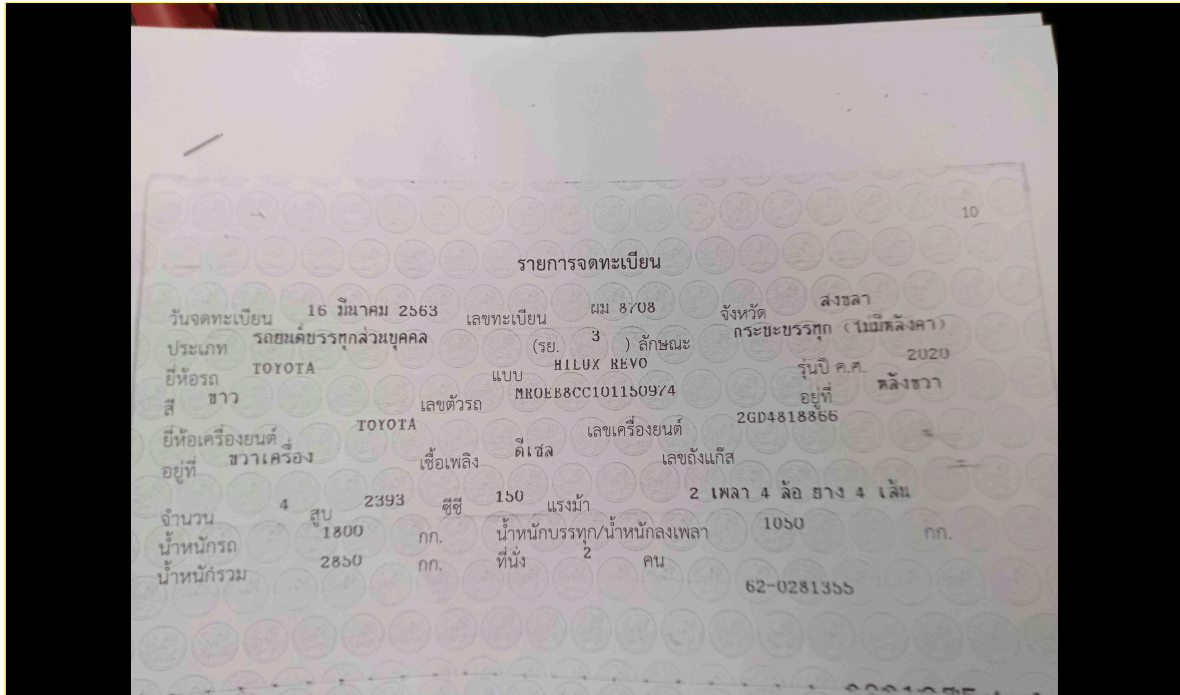 10
รายการจดทะเบียน
วันจดทะเบียน 16 มีนาคม 2563 เลขทะเบียน ผม 8708 จังหวัด สงขลา
ประเภท รถยนต์บรรทุกส่วนบุคคล (รย. 3 ) ลักษณะ กระบะบรรทุก (ไม่มีหลังคา)
ยี่ห้อรถ TOYOTA แบบ HILUX REVO รุ่นปี ค.ศ. 2020
สี ขาว เลขตัวรถ MROEB8CC101150974 อยู่ที่ หลังขวา
ยี่ห้อเครื่องยนต์ TOYOTA เลขเครื่องยนต์ 2GD4818866
อยู่ที่ ขวาเครื่อง เชื้อเพลิง ดีเซล เลขถังแก๊ส
จำนวน 4 สูบ 2393 ซีซี 150 แรงม้า 2 เพลา 4 ล้อ ยาง 4 เส้น
น้ำหนักรถ 1800 กก. น้ำหนักบรรทุก/น้ำหนักลงเพลา 1050 กก.
น้ำหนักรวม 2850 กก. ที่นั่ง 2 คน
62-0281355